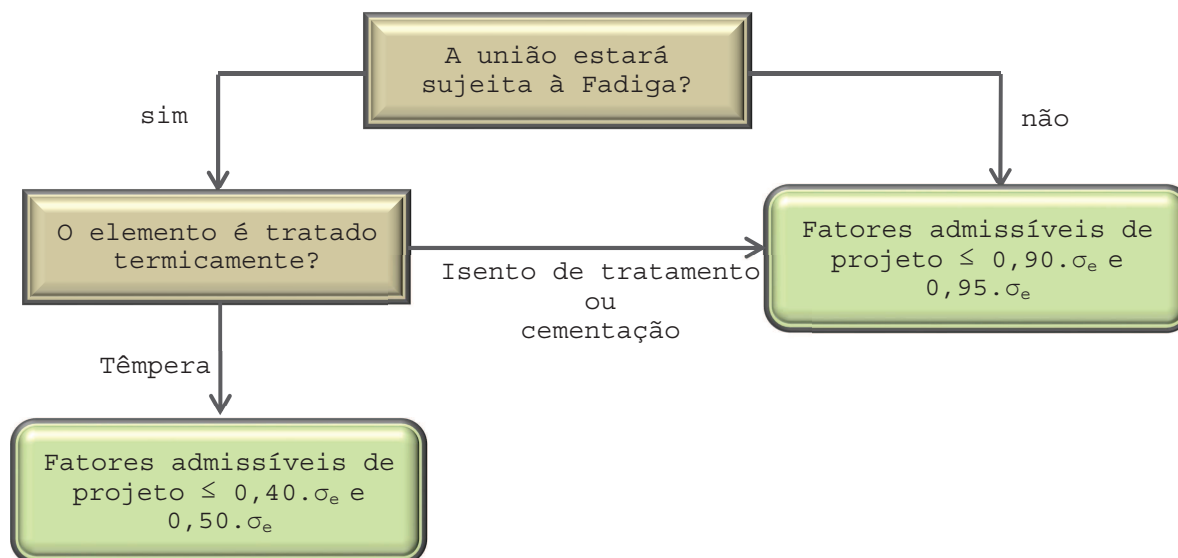 A união estará
sujeita à Fadiga?
sim
não
O elemento é tratado
termicamente?
Isento de tratamento
ou
cementação
Fatores admissíveis de
projeto ≤ 0,90.σe e
0,95.σe
Têmpera
Fatores admissíveis de
projeto ≤ 0,40.σe e
0,50.σe